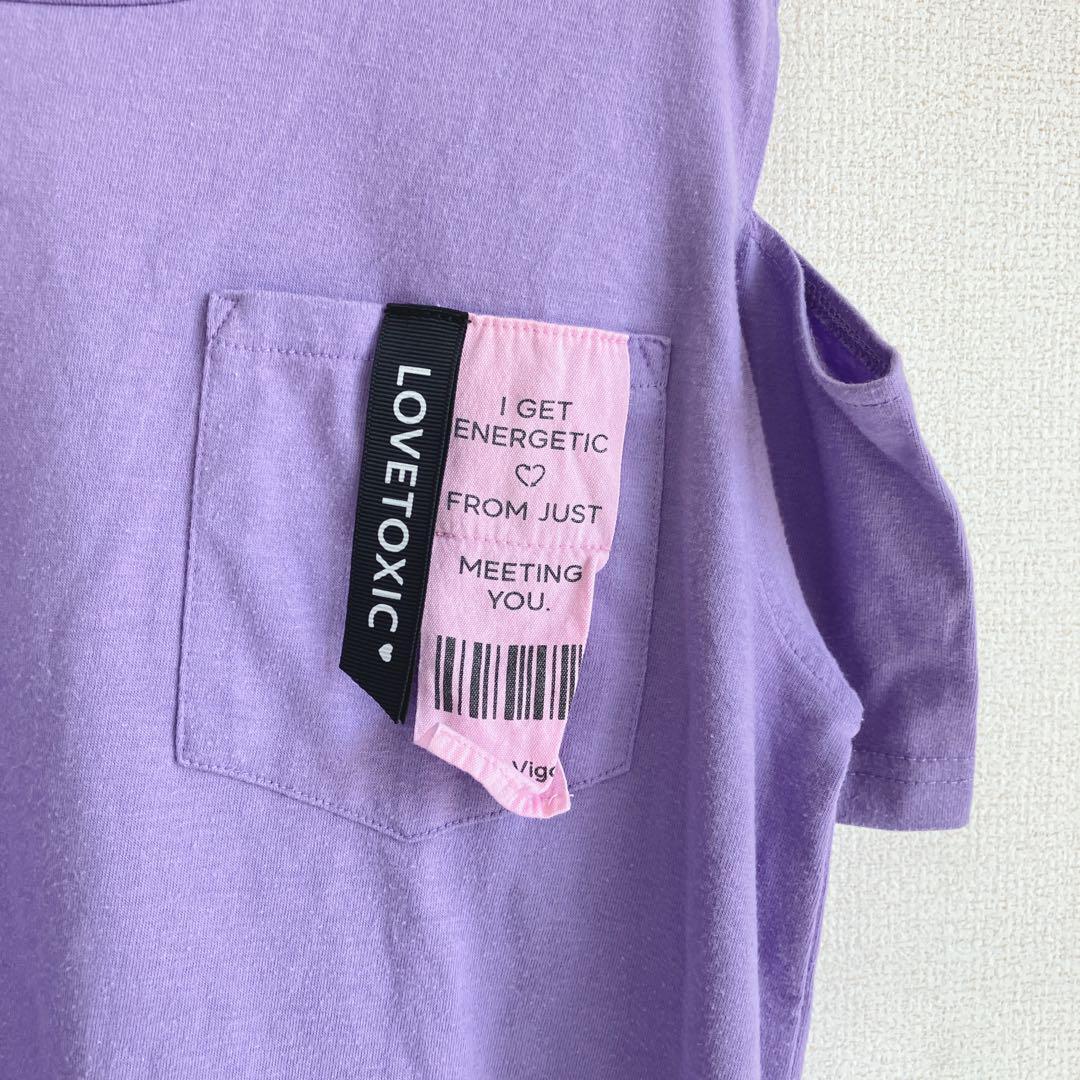 LOVETOXIC
I GET
ENERGETIC
FROM JUST
MEETING
YOU.